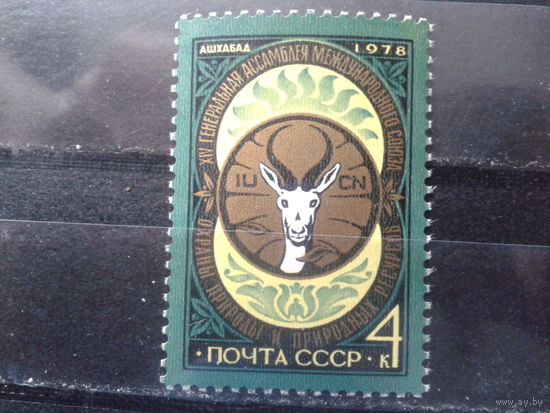 АШХАБАД
1978
XIV ГЕНЕРАЛЬНАЯ АССАМБЛЕЯ МЕЖДУНАРОДНОГО СОЮЗА
ОХРАНЫ ПРИРОДЫ И ПРИРОДНЫХ РЕСУРСОВ
IU CN
·ПОЧТА СССР· 4 К
www.ay.by